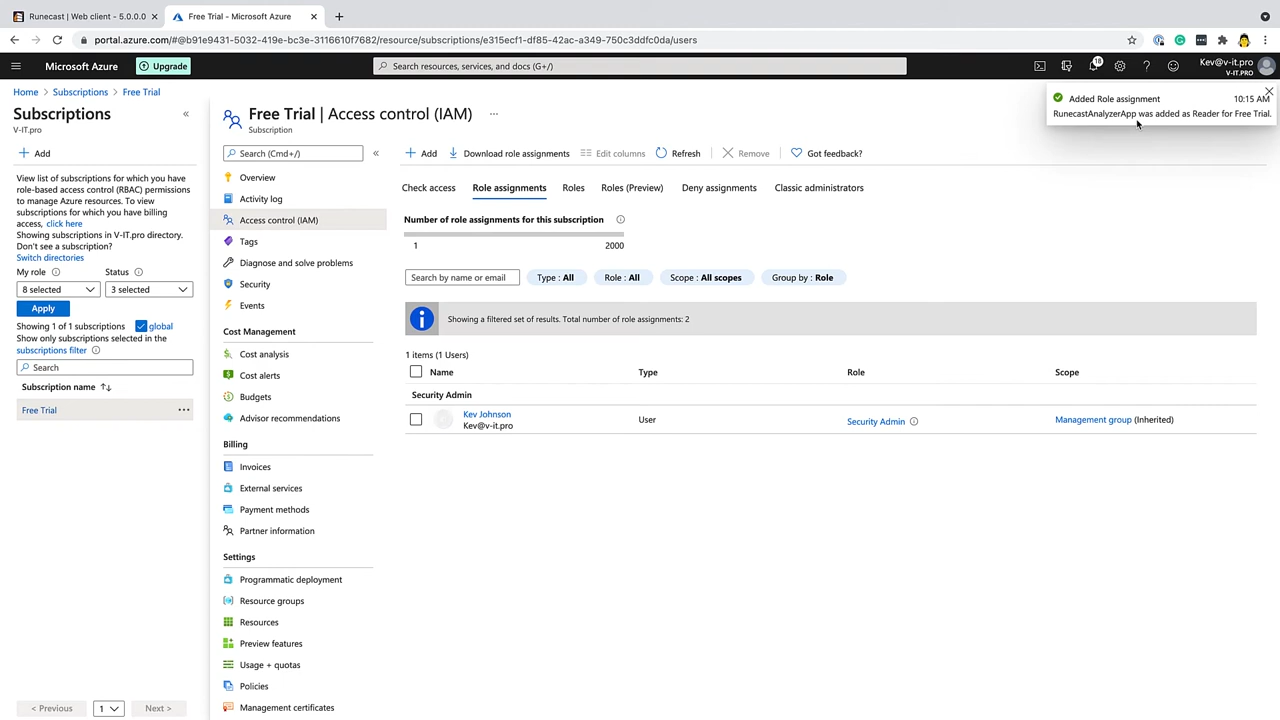 Runecast | Web client - 5.0.0.0
Free Trial - Microsoft Azure
portal.azure.com/#@b91e9431-5032-419e-bc3e-3116610f7682/resource/subscriptions/e315ecf1-df85-42ac-a349-750c3ddfc0da/users
Microsoft Azure
Upgrade
Search resources, services, and docs (G+/)
18
Kev@v-it.pro
V-IT.PRO
Home > Subscriptions > Free Trial
Added Role assignment 10:15 AM
RunecastAnalyzerApp was added as Reader for Free Trial.
Subscriptions «
V-IT.pro
+ Add
View list of subscriptions for which you have
role-based access control (RBAC) permissions
to manage Azure resources. To view
subscriptions for which you have billing
access, click here
Showing subscriptions in V-IT.pro directory.
Don't see a subscription?
Switch directories
My role Status
8 selected 3 selected
Apply
Showing 1 of 1 subscriptions global
Show only subscriptions selected in the
subscriptions filter
Search
Subscription name ↑↓
Free Trial ...
< Previous 1 Next >
Free Trial | Access control (IAM) ...
Subscription
Search (Cmd+/) «
Overview
Activity log
Access control (IAM)
Tags
Diagnose and solve problems
Security
Events
Cost Management
Cost analysis
Cost alerts
Budgets
Advisor recommendations
Billing
Invoices
External services
Payment methods
Partner information
Settings
Programmatic deployment
Resource groups
Resources
Preview features
Usage + quotas
Policies
Management certificates
+ Add Download role assignments Edit columns Refresh Remove Got feedback?
Check access Role assignments Roles Roles (Preview) Deny assignments Classic administrators
Number of role assignments for this subscription
1 2000
Search by name or email Type : All Role : All Scope : All scopes Group by : Role
Showing a filtered set of results. Total number of role assignments: 2
1 items (1 Users)
Name Type Role Scope
Security Admin
Kev Johnson User Security Admin Management group (Inherited)
Kev@v-it.pro